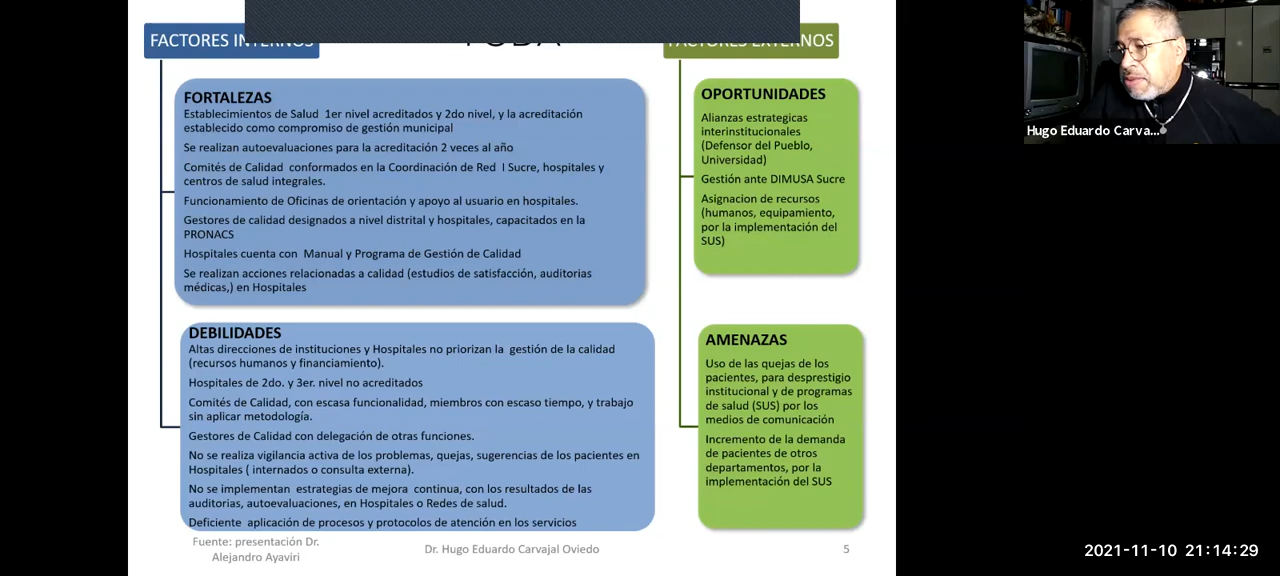 FACTORES INTERNOS
FODA
FACTORES EXTERNOS
FORTALEZAS
Establecimientos de Salud 1er nivel acreditados y 2do nivel, y la acreditación
establecido como compromiso de gestión municipal
Se realizan autoevaluaciones para la acreditación 2 veces al año
Comités de Calidad conformados en la Coordinación de Red I Sucre, hospitales y
centros de salud integrales.
Funcionamiento de Oficinas de orientación y apoyo al usuario en hospitales.
Gestores de calidad designados a nivel distrital y hospitales, capacitados en la
PRONACS
Hospitales cuenta con Manual y Programa de Gestión de Calidad
Se realizan acciones relacionadas a calidad (estudios de satisfacción, auditorias
médicas,) en Hospitales
DEBILIDADES
Altas direcciones de instituciones y Hospitales no priorizan la gestión de la calidad
(recursos humanos y financiamiento).
Hospitales de 2do. y 3er. nivel no acreditados
Comités de Calidad, con escasa funcionalidad, miembros con escaso tiempo, y trabajo
sin aplicar metodología.
Gestores de Calidad con delegación de otras funciones.
No se realiza vigilancia activa de los problemas, quejas, sugerencias de los pacientes en
Hospitales ( internados o consulta externa).
No se implementan estrategias de mejora continua, con los resultados de las
auditorias, autoevaluaciones, en Hospitales o Redes de salud.
Deficiente aplicación de procesos y protocolos de atención en los servicios
OPORTUNIDADES
Alianzas estrategicas
interinstitucionales
(Defensor del Pueblo,
Universidad)
Gestión ante DIMUSA Sucre
Asignacion de recursos
(humanos, equipamiento,
por la implementación del
SUS)
AMENAZAS
Uso de las quejas de los
pacientes, para desprestigio
institucional y de programas
de salud (SUS) por los
medios de comunicación
Incremento de la demanda
de pacientes de otros
departamentos, por la
implementación del SUS
Fuente: presentación Dr.
Alejandro Ayaviri
Dr. Hugo Eduardo Carvajal Oviedo
5
Hugo Eduardo Carva...
2021-11-10 21:14:29